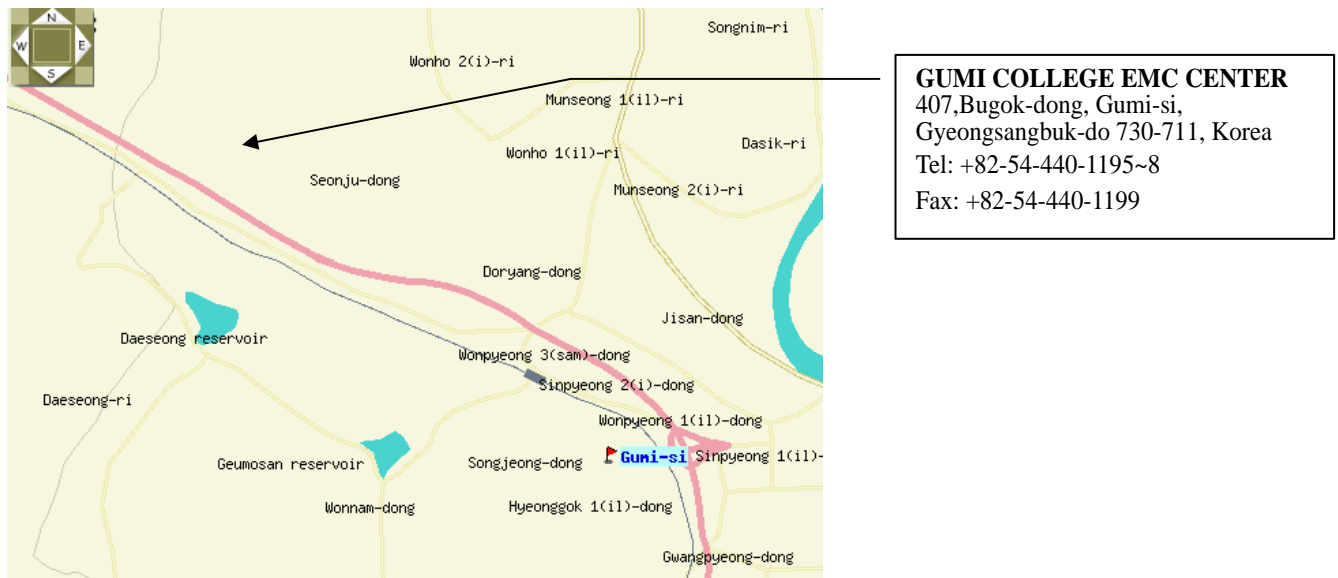 N
W
E
S
Songnim-ri
Wonho 2(i)-ri
Munseong 1(il)-ri
Dasik-ri
Wonho 1(il)-ri
Seonju-dong
Munseong 2(i)-ri
Doryang-dong
Jisan-dong
Daeseong reservoir
Wonpyeong 3(sam)-dong
Sinpyeong 2(i)-dong
Daeseong-ri
Wonpyeong 1(il)-dong
Geumosan reservoir
Songjeong-dong
Gumi-si
Sinpyeong 1(il)-
Wonnam-dong
Hyeonggok 1(il)-dong
Gwangpyeong-dong
GUMI COLLEGE EMC CENTER
407,Bugok-dong, Gumi-si,
Gyeongsangbuk-do 730-711, Korea
Tel: +82-54-440-1195~8
Fax: +82-54-440-1199